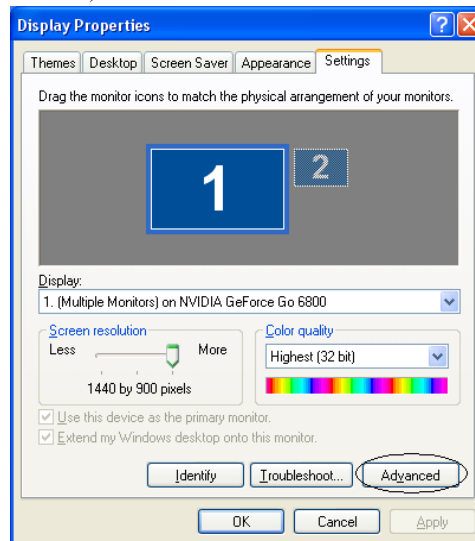 Display Properties
Themes Desktop Screen Saver Appearance Settings
Drag the monitor icons to match the physical arrangement of your monitors.
1 2
Display:
1. (Multiple Monitors) on NVIDIA GeForce Go 6800
Screen resolution Color quality
Less More Highest (32 bit)
1440 by 900 pixels
Use this device as the primary monitor.
Extend my Windows desktop onto this monitor.
Identify Troubleshoot... Advanced
OK Cancel Apply